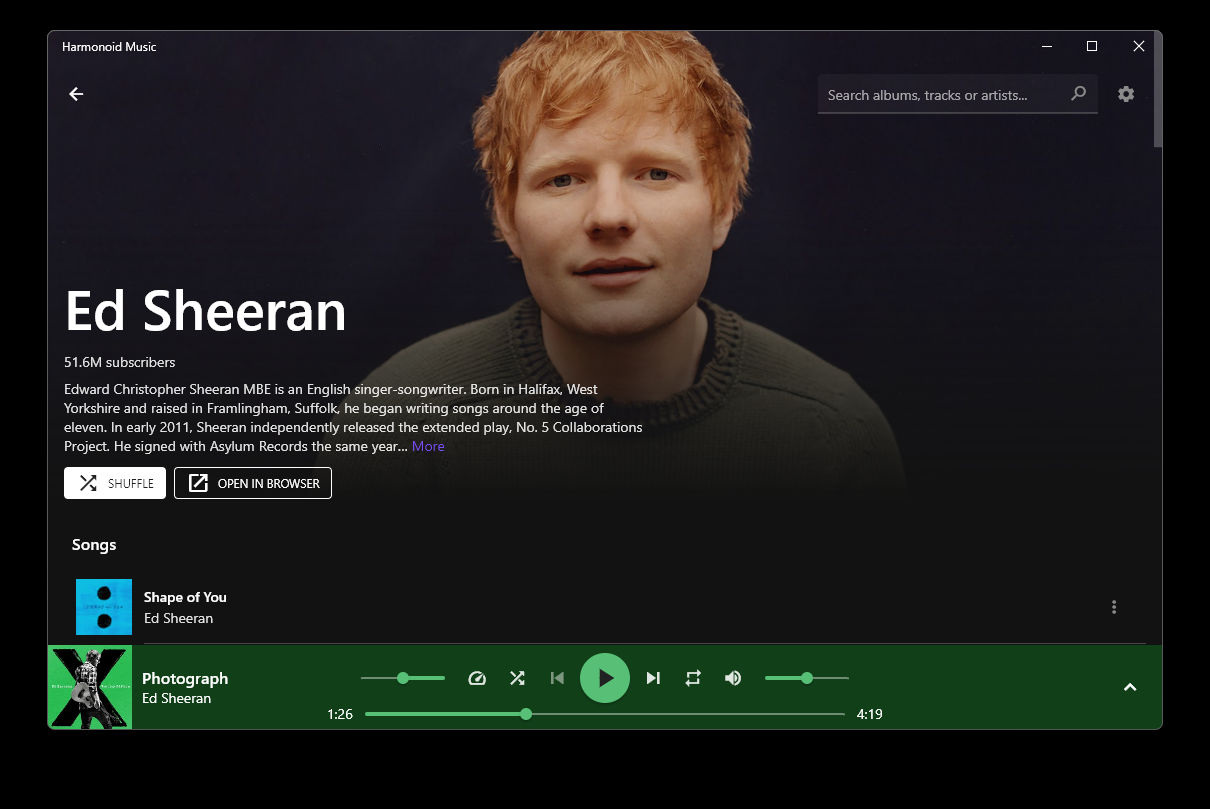 Harmonoid Music
Search albums, tracks or artists...
Ed Sheeran
51.6M subscribers
Edward Christopher Sheeran MBE is an English singer-songwriter. Born in Halifax, West
Yorkshire and raised in Framlingham, Suffolk, he began writing songs around the age of
eleven. In early 2011, Sheeran independently released the extended play, No. 5 Collaborations
Project. He signed with Asylum Records the same year... More
SHUFFLE
OPEN IN BROWSER
Songs
Shape of You
Ed Sheeran
Photograph
Ed Sheeran
1:26
4:19